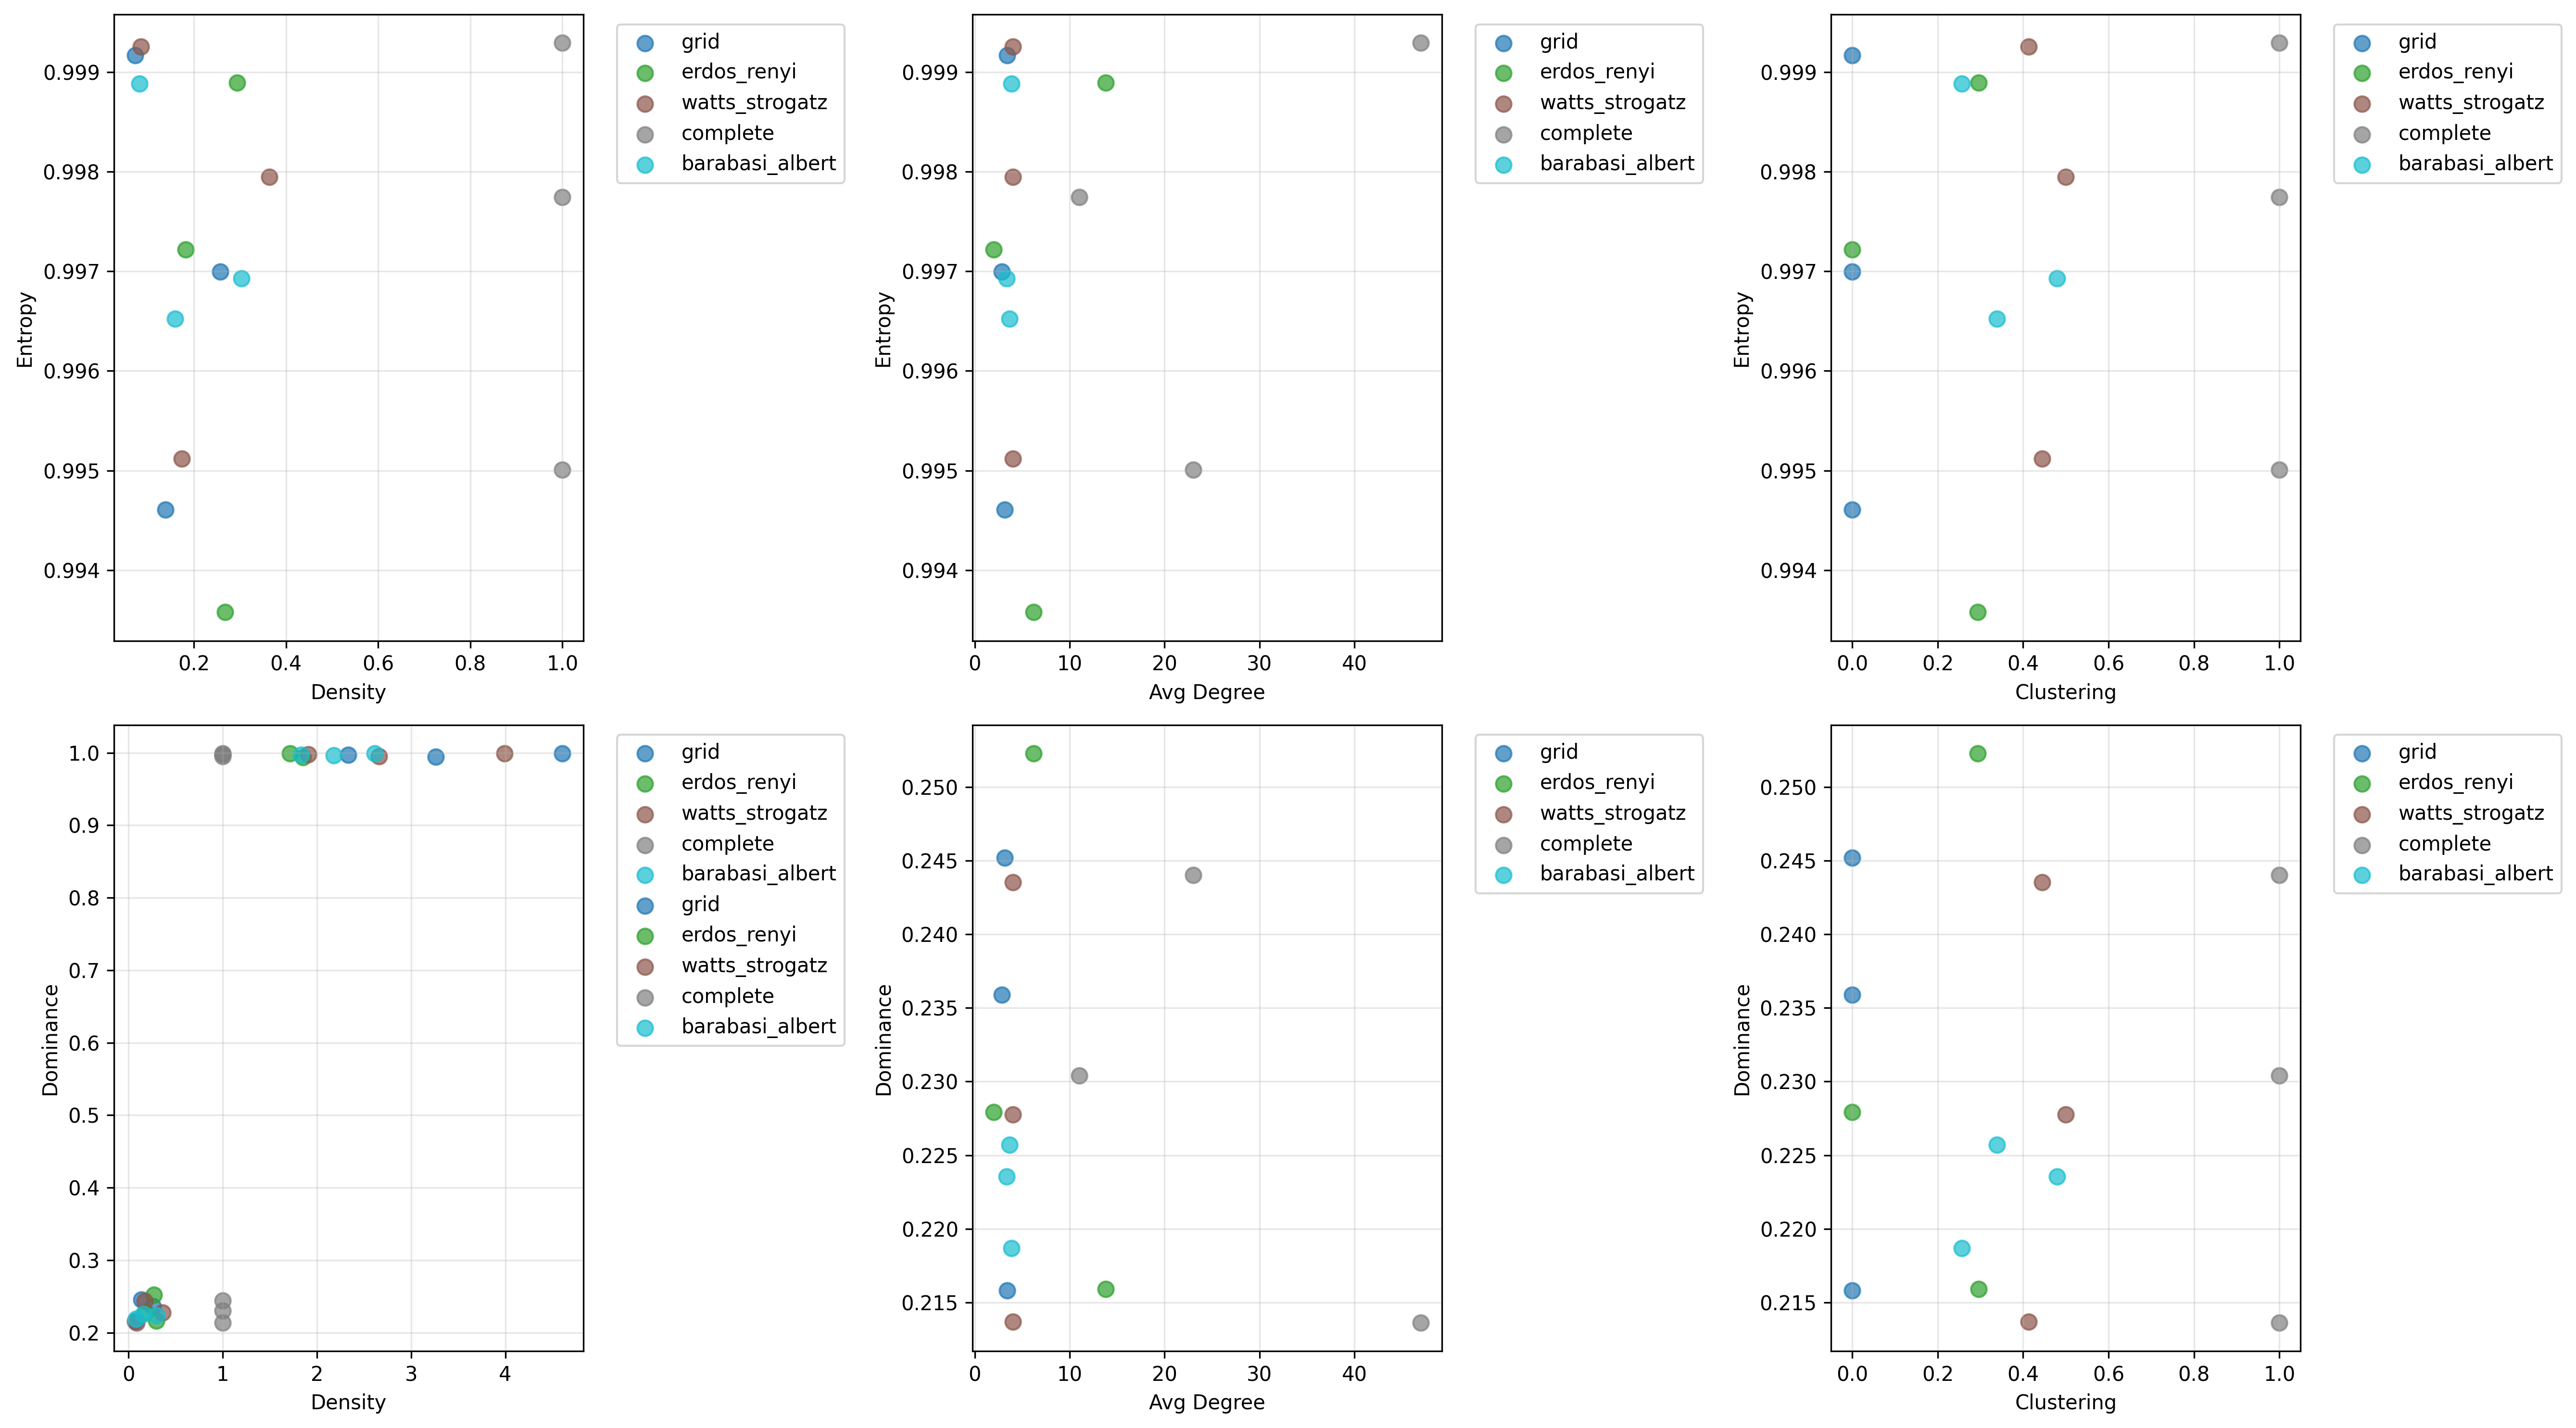 0.999
0.998
0.997
0.996
0.995
0.994
Entropy
0.2 0.4 0.6 0.8 1.0
Density
grid
erdos_renyi
watts_strogatz
complete
barabasi_albert
0.999
0.998
0.997
0.996
0.995
0.994
Entropy
0 10 20 30 40
Avg Degree
grid
erdos_renyi
watts_strogatz
complete
barabasi_albert
0.999
0.998
0.997
0.996
0.995
0.994
Entropy
0.0 0.2 0.4 0.6 0.8 1.0
Clustering
grid
erdos_renyi
watts_strogatz
complete
barabasi_albert
1.0
0.9
0.8
0.7
0.6
0.5
0.4
0.3
0.2
Dominance
0 1 2 3 4
Density
grid
erdos_renyi
watts_strogatz
complete
barabasi_albert
grid
erdos_renyi
watts_strogatz
complete
barabasi_albert
0.250
0.245
0.240
0.235
0.230
0.225
0.220
0.215
Dominance
0 10 20 30 40
Avg Degree
grid
erdos_renyi
watts_strogatz
complete
barabasi_albert
0.250
0.245
0.240
0.235
0.230
0.225
0.220
0.215
Dominance
0.0 0.2 0.4 0.6 0.8 1.0
Clustering
grid
erdos_renyi
watts_strogatz
complete
barabasi_albert